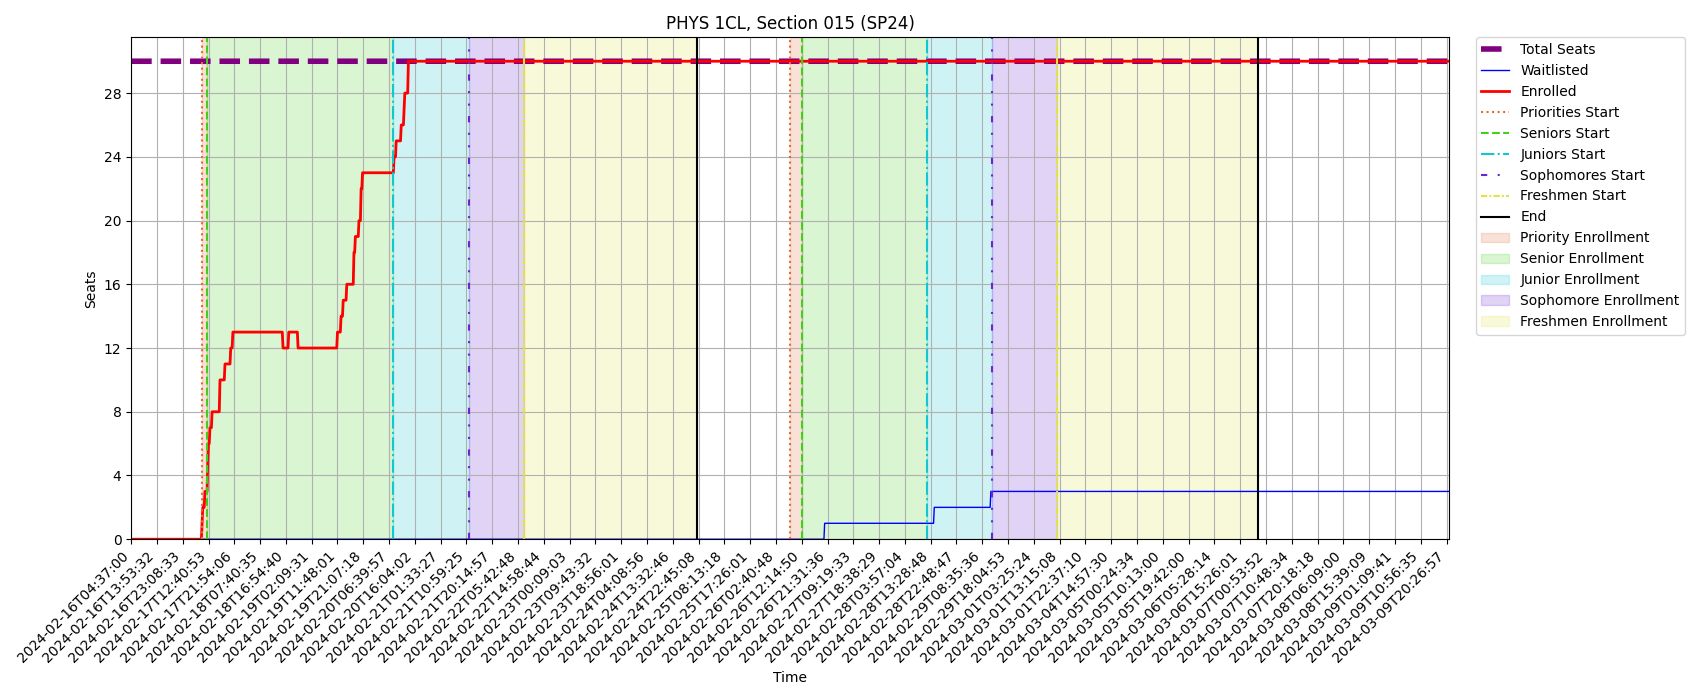 PHYS 1CL, Section 015 (SP24)
Seats
28
24
20
16
12
8
4
0
2024-02-16T04:37:00
2024-02-16T13:53:32
2024-02-16T23:08:33
2024-02-17T12:40:53
2024-02-17T21:54:06
2024-02-18T07:40:35
2024-02-18T16:54:40
2024-02-19T02:09:31
2024-02-19T11:48:01
2024-02-19T21:07:18
2024-02-20T06:39:57
2024-02-20T16:04:02
2024-02-21T01:33:27
2024-02-21T10:59:25
2024-02-21T20:14:57
2024-02-22T05:42:48
2024-02-22T14:58:44
2024-02-23T00:09:03
2024-02-23T09:43:32
2024-02-23T18:56:01
2024-02-24T04:08:56
2024-02-24T13:32:46
2024-02-24T22:45:08
2024-02-25T08:13:18
2024-02-25T17:26:01
2024-02-26T02:40:48
2024-02-26T12:14:50
2024-02-26T21:31:36
2024-02-27T09:19:33
2024-02-27T18:38:29
2024-02-28T03:57:04
2024-02-28T13:28:48
2024-02-28T22:48:47
2024-02-29T08:35:36
2024-02-29T18:04:53
2024-03-01T03:25:24
2024-03-01T13:15:08
2024-03-01T22:37:10
2024-03-04T14:57:30
2024-03-05T00:24:34
2024-03-05T10:13:00
2024-03-05T19:42:00
2024-03-06T05:28:14
2024-03-06T15:26:01
2024-03-07T00:53:52
2024-03-07T10:48:34
2024-03-07T20:18:18
2024-03-08T06:09:00
2024-03-08T15:39:09
2024-03-09T01:09:41
2024-03-09T10:56:35
2024-03-09T20:26:57
Time
Total Seats
Waitlisted
Enrolled
Priorities Start
Seniors Start
Juniors Start
Sophomores Start
Freshmen Start
End
Priority Enrollment
Senior Enrollment
Junior Enrollment
Sophomore Enrollment
Freshmen Enrollment